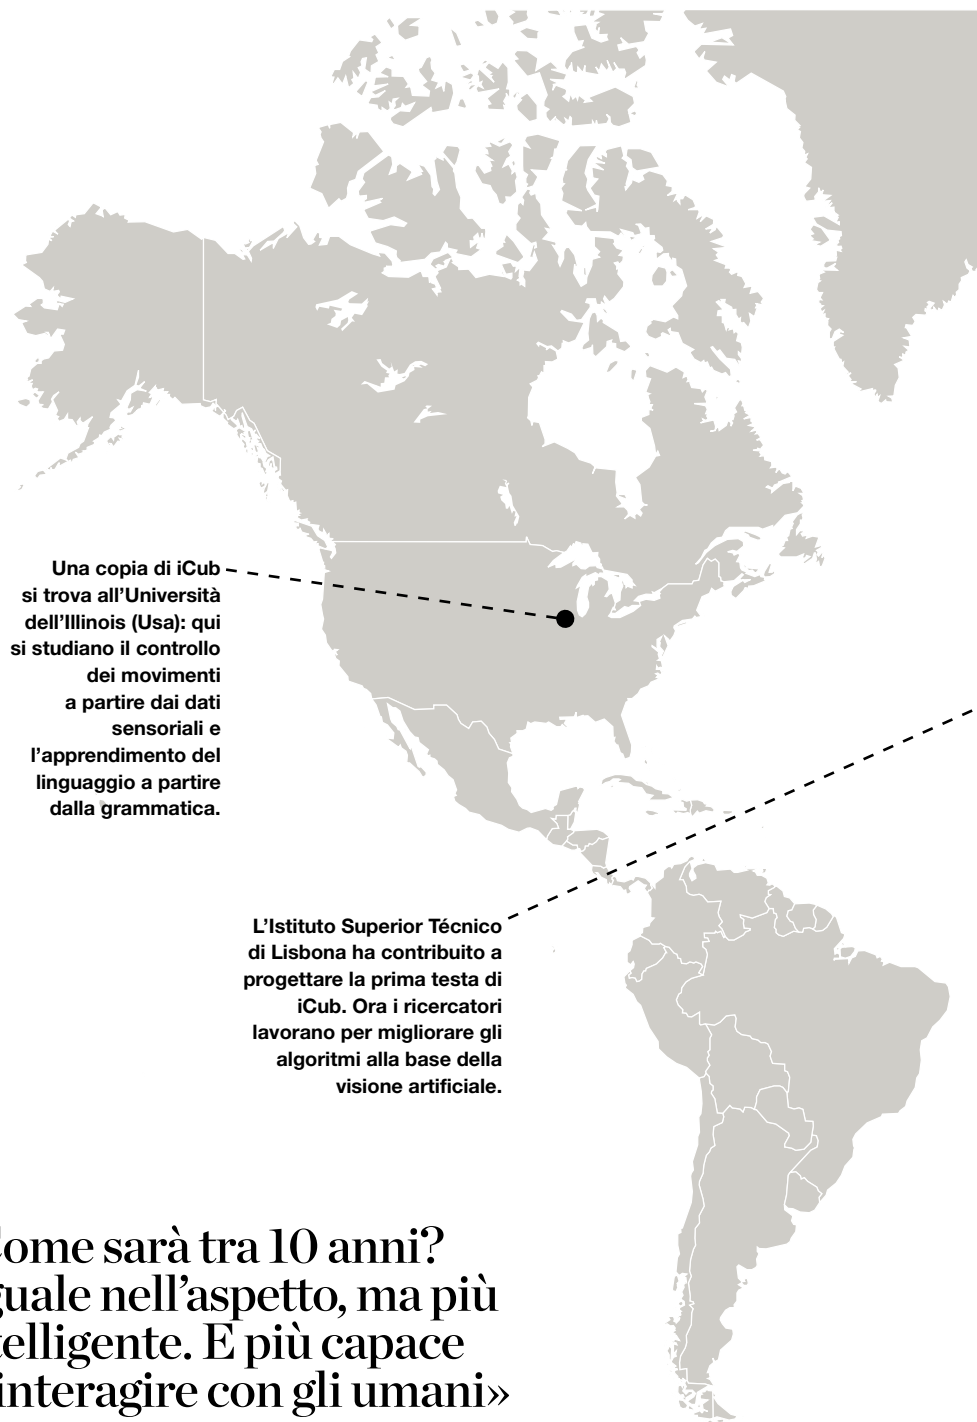 Una copia di iCub
si trova all’Università
dell’Illinois (Usa): qui
si studiano il controllo
dei movimenti
a partire dai dati
sensoriali e
l’apprendimento del
linguaggio a partire
dalla grammatica.
L’Istituto Superior Técnico
di Lisbona ha contribuito a
progettare la prima testa di
iCub. Ora i ricercatori
lavorano per migliorare gli
algoritmi alla base della
visione artificiale.
ome sarà tra 10 anni?
guale nell’aspetto, ma più
telligente. E più capace
interagire con gli umani»